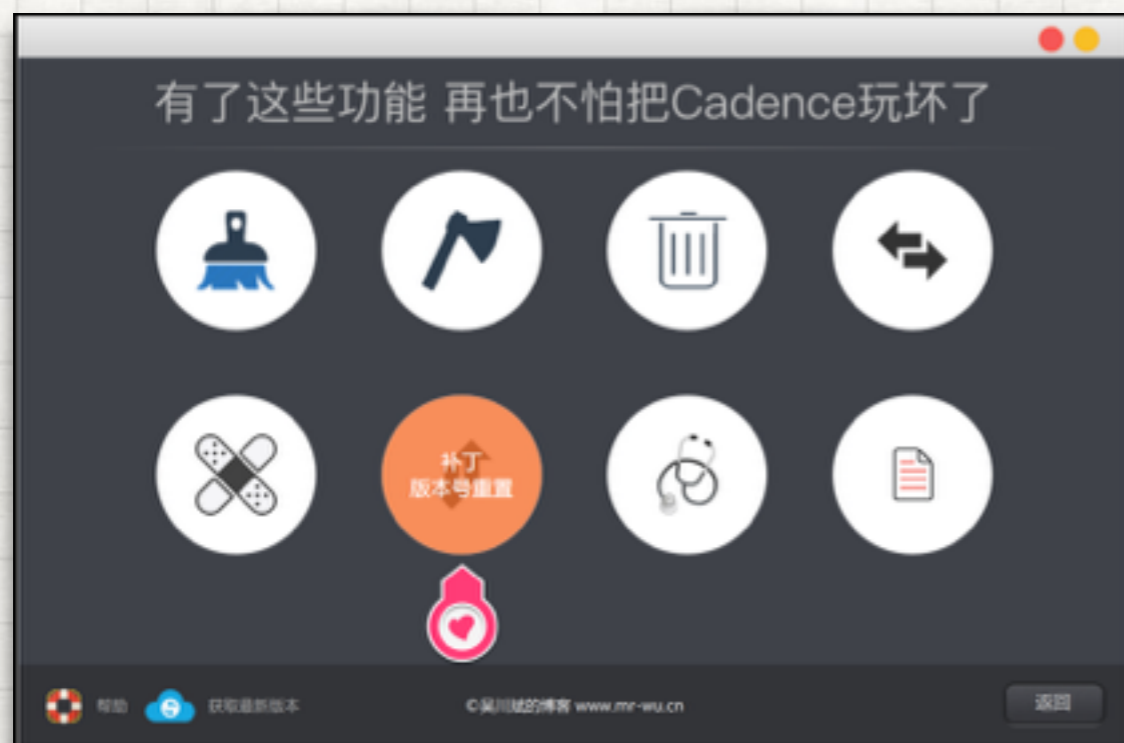 有了这些功能 再也不怕把Cadence玩坏了
补丁
版本号重置
帮助
获取最新版本
©吴川斌的博客 www.mr-wu.cn
返回